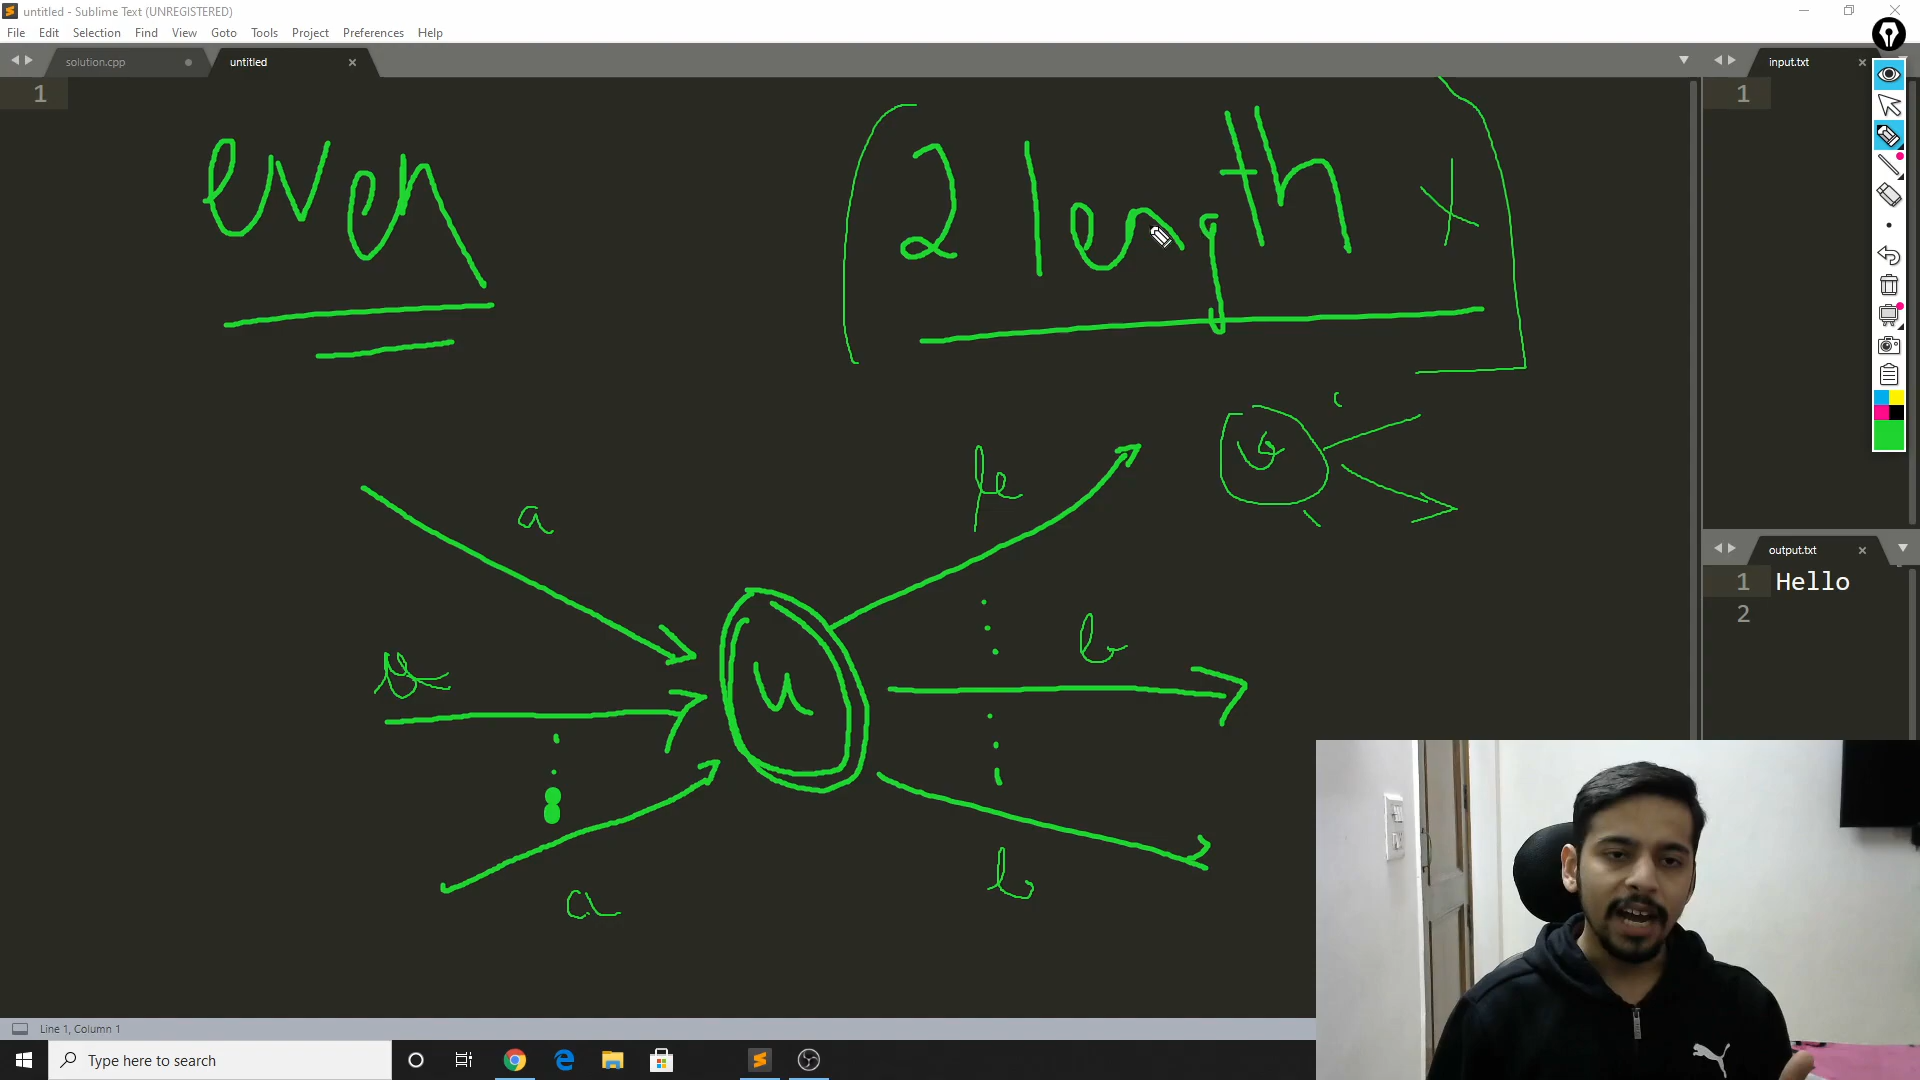 untitled - Sublime Text (UNREGISTERED)
File Edit Selection Find View Goto Tools Project Preferences Help
solution.cpp
untitled
input.txt
1
1
even
2 length
a
b
a
b
b
u
output.txt
1 Hello
2
Line 1, Column 1
Type here to search